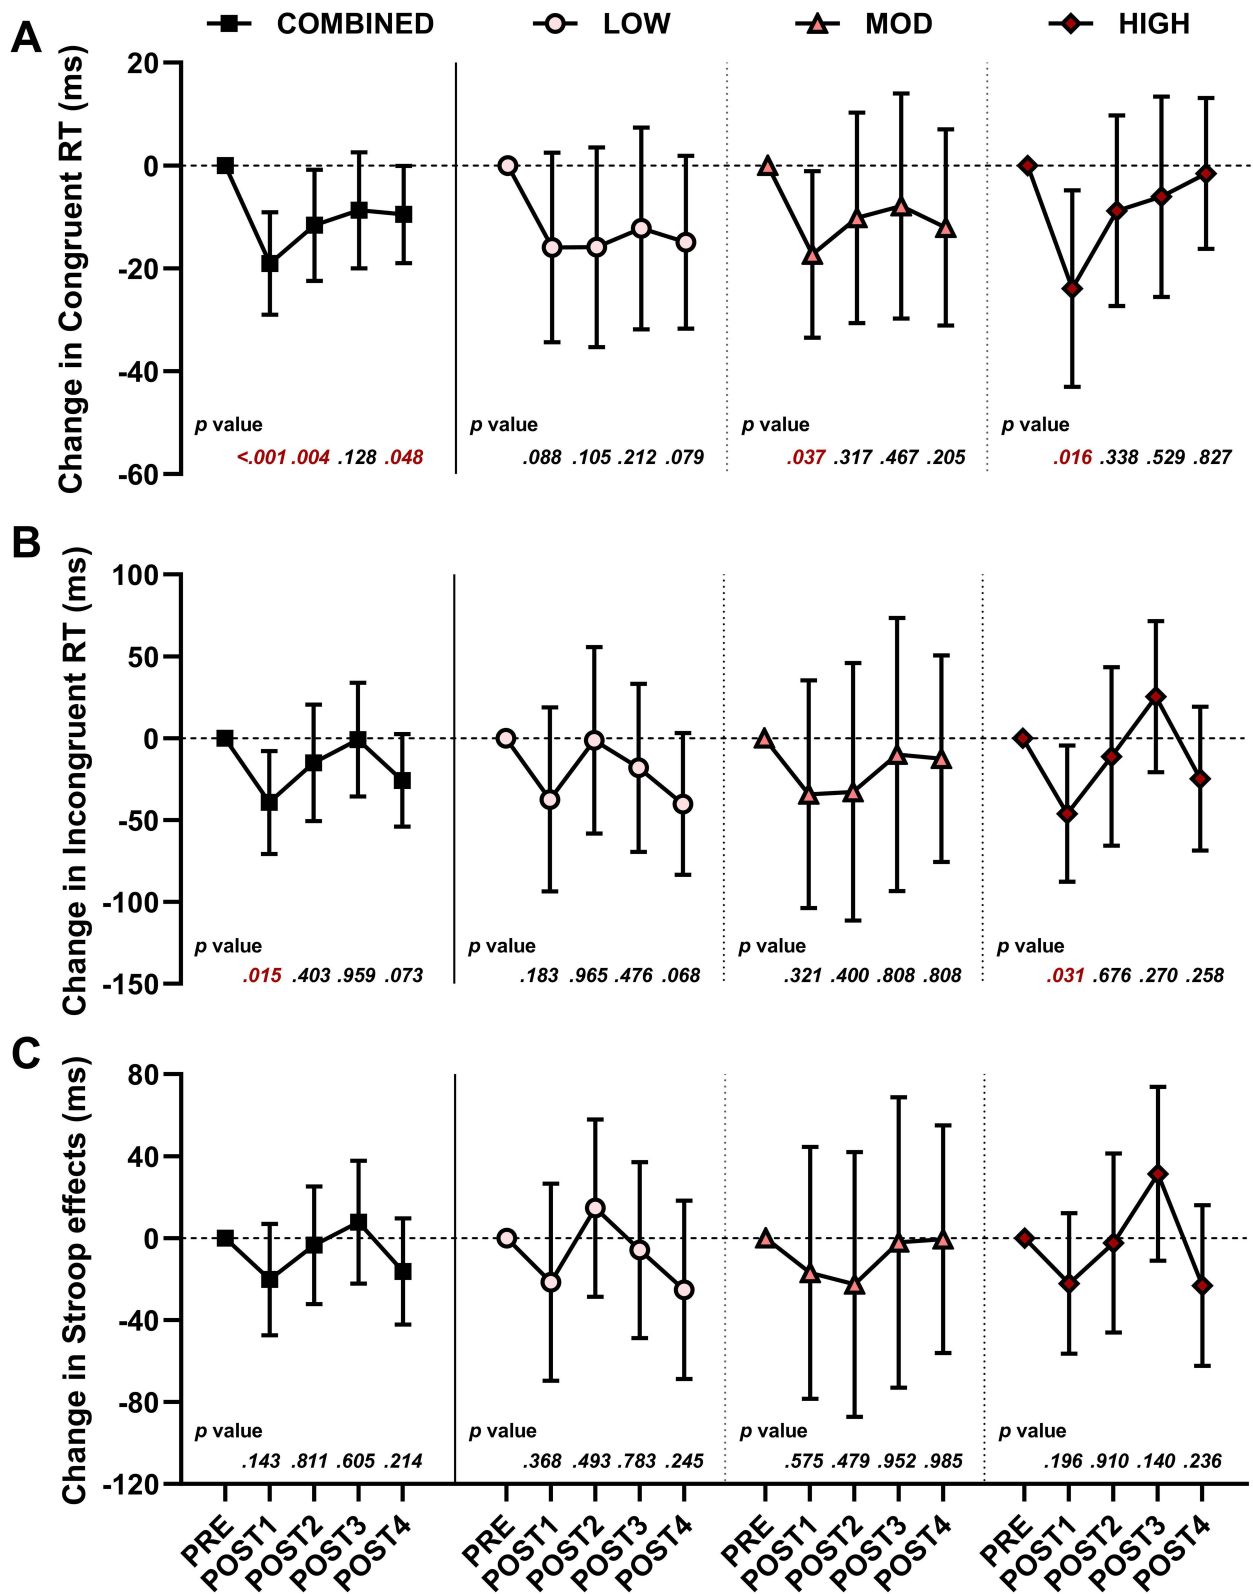 A
COMBINED LOW MOD HIGH
Change in Congruent RT (ms)
20
0
-20
-40
-60
p value p value p value p value
<.001 .004 .128 .048 .088 .105 .212 .079 .037 .317 .467 .205 .016 .338 .529 .827
B
Change in Incongruent RT (ms)
100
50
0
-50
-100
-150
p value p value p value p value
.015 .403 .959 .073 .183 .965 .476 .068 .321 .400 .808 .808 .031 .676 .270 .258
C
Change in Stroop effects (ms)
80
40
0
-40
-80
-120
p value p value p value p value
.143 .811 .605 .214 .368 .493 .783 .245 .575 .479 .952 .985 .196 .910 .140 .236
PRE POST1 POST2 POST3 POST4 PRE POST1 POST2 POST3 POST4 PRE POST1 POST2 POST3 POST4 PRE POST1 POST2 POST3 POST4